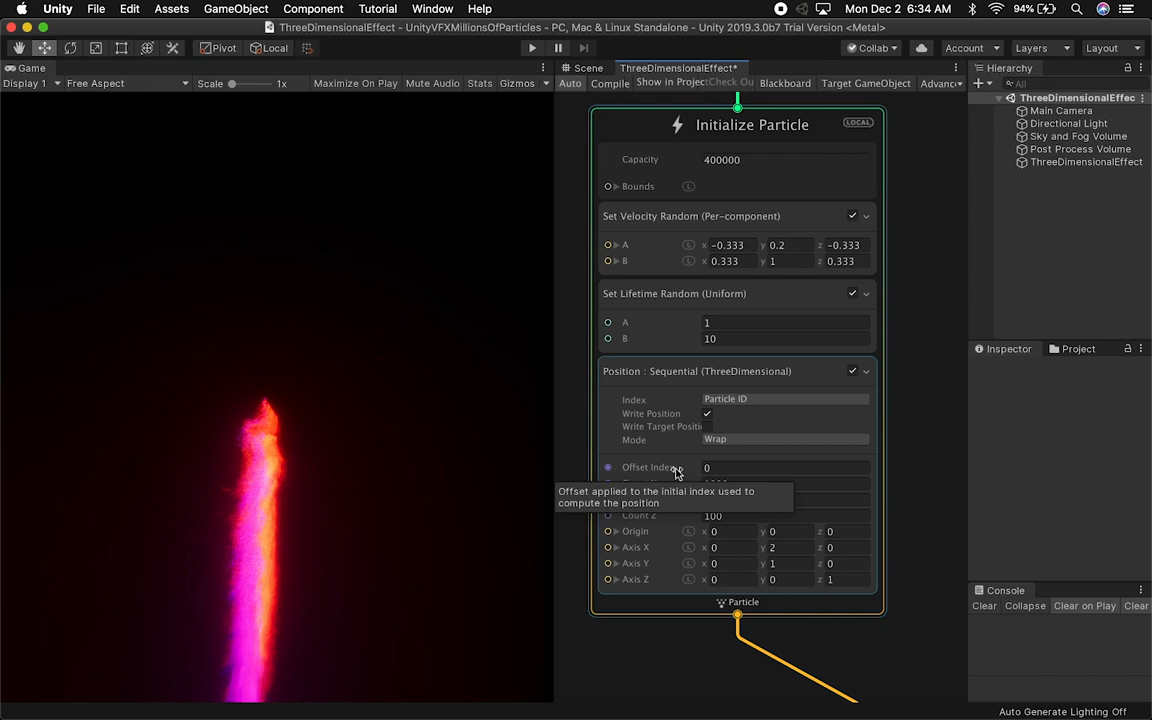 Unity File Edit Assets GameObject Component Tutorial Window Help Mon Dec 2 6:34 AM 94%
ThreeDimensionalEffect - UnityVFXMillionsOfParticles - PC, Mac & Linux Standalone - Unity 2019.3.0b7 Trial Version <Metal>
Pivot Local Collab Account Layers Layout
Game Scene ThreeDimensionalEffect* Hierarchy
Display 1 Free Aspect Scale 1x Maximize On Play Mute Audio Stats Gizmos Auto Compile Show in Project Check Ou Blackboard Target GameObject Advanc All
ThreeDimensionalEffec
Main Camera
Directional Light
Sky and Fog Volume
Post Process Volume
ThreeDimensionalEffect
Initialize Particle LOCAL
Capacity 400000
Bounds L
Set Velocity Random (Per-component)
A L x -0.333 y 0.2 z -0.333
B L x 0.333 y 1 z 0.333
Set Lifetime Random (Uniform)
A 1
B 10
Position : Sequential (ThreeDimensional)
Index Particle ID
Write Position
Write Target Positi
Mode Wrap
Offset Index 0
Offset applied to the initial index used to
compute the position
Count Z 100
Origin L x 0 y 0 z 0
Axis X L x 0 y 2 z 0
Axis Y L x 0 y 1 z 0
Axis Z L x 0 y 0 z 1
Particle
Inspector Project
Console
Clear Collapse Clear on Play Clear
Auto Generate Lighting Off